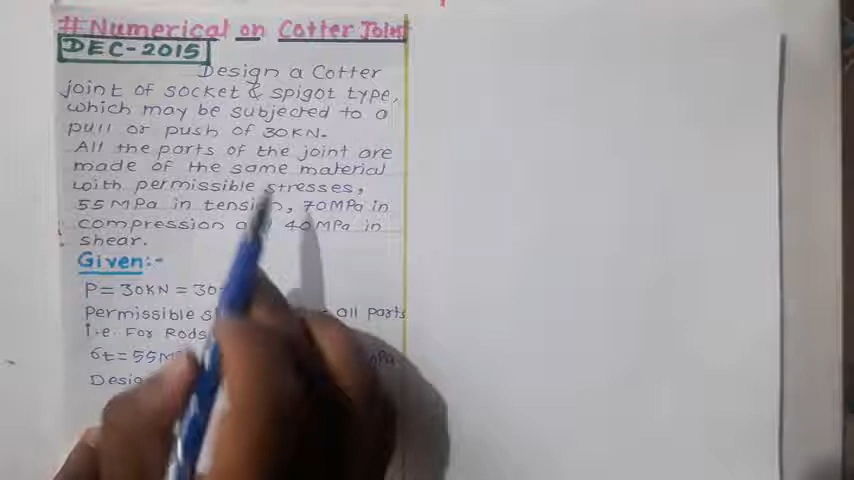 # Numerical on Cotter Joint
DEC-2015
Design a Cotter
joint of socket & spigot type,
which may be subjected to a
pull or push of 30KN.
All the parts of the joint are
made of the same material
with permissible stresses,
55MPa in tension, 70MPa in
compression 40MPa in
shear.
Given:-
P = 30KN = 30
Permissible all parts
i.e. For Rods
σt = 55M Pa